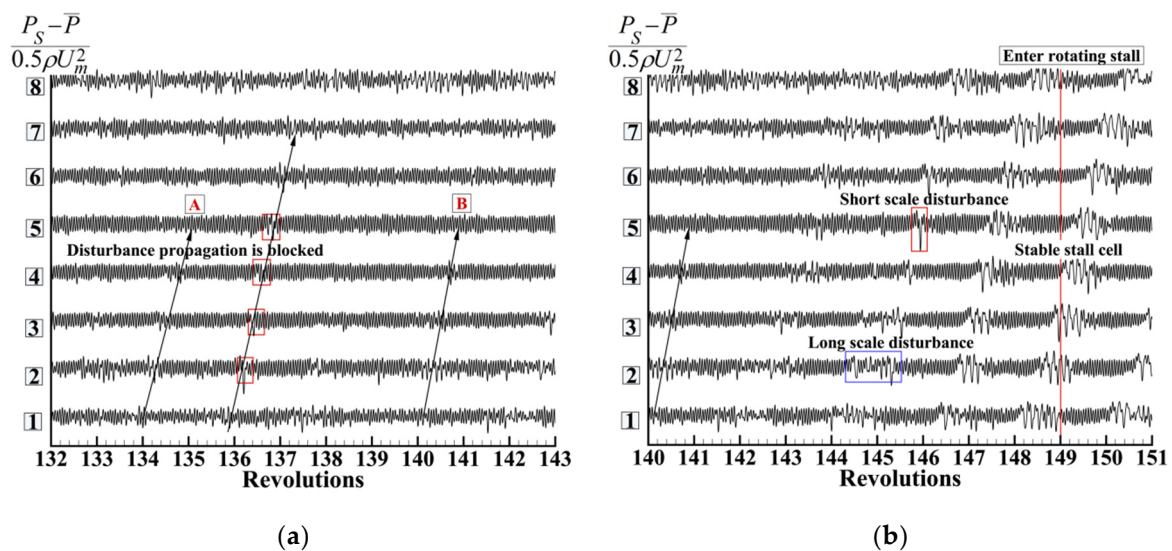 P_S − P̅
0.5ρU_m^2
8
7
6
A
B
5
Disturbance propagation is blocked
4
3
2
1
132 133 134 135 136 137 138 139 140 141 142 143
Revolutions
(a)
P_S − P̅
0.5ρU_m^2
Enter rotating stall
8
7
6
Short scale disturbance
5
Stable stall cell
4
3
Long scale disturbance
2
1
140 141 142 143 144 145 146 147 148 149 150 151
Revolutions
(b)